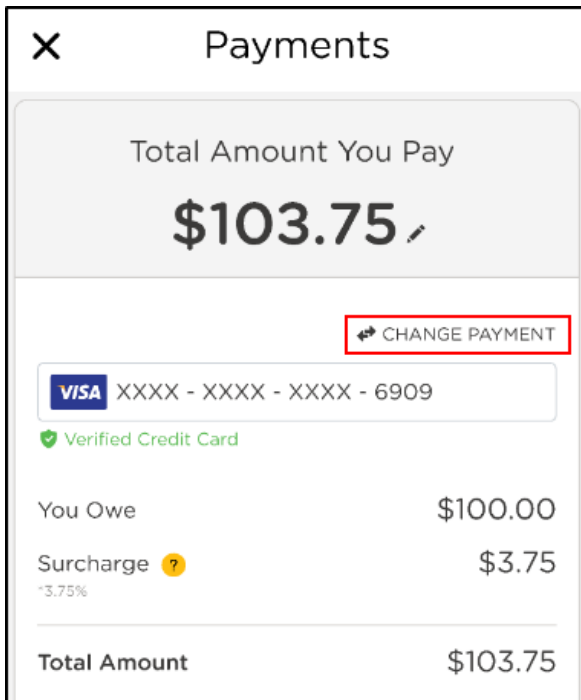 Payments
Total Amount You Pay
$103.75
CHANGE PAYMENT
VISA XXXX - XXXX - XXXX - 6909
Verified Credit Card
You Owe $100.00
Surcharge ? $3.75
*3.75%
Total Amount $103.75